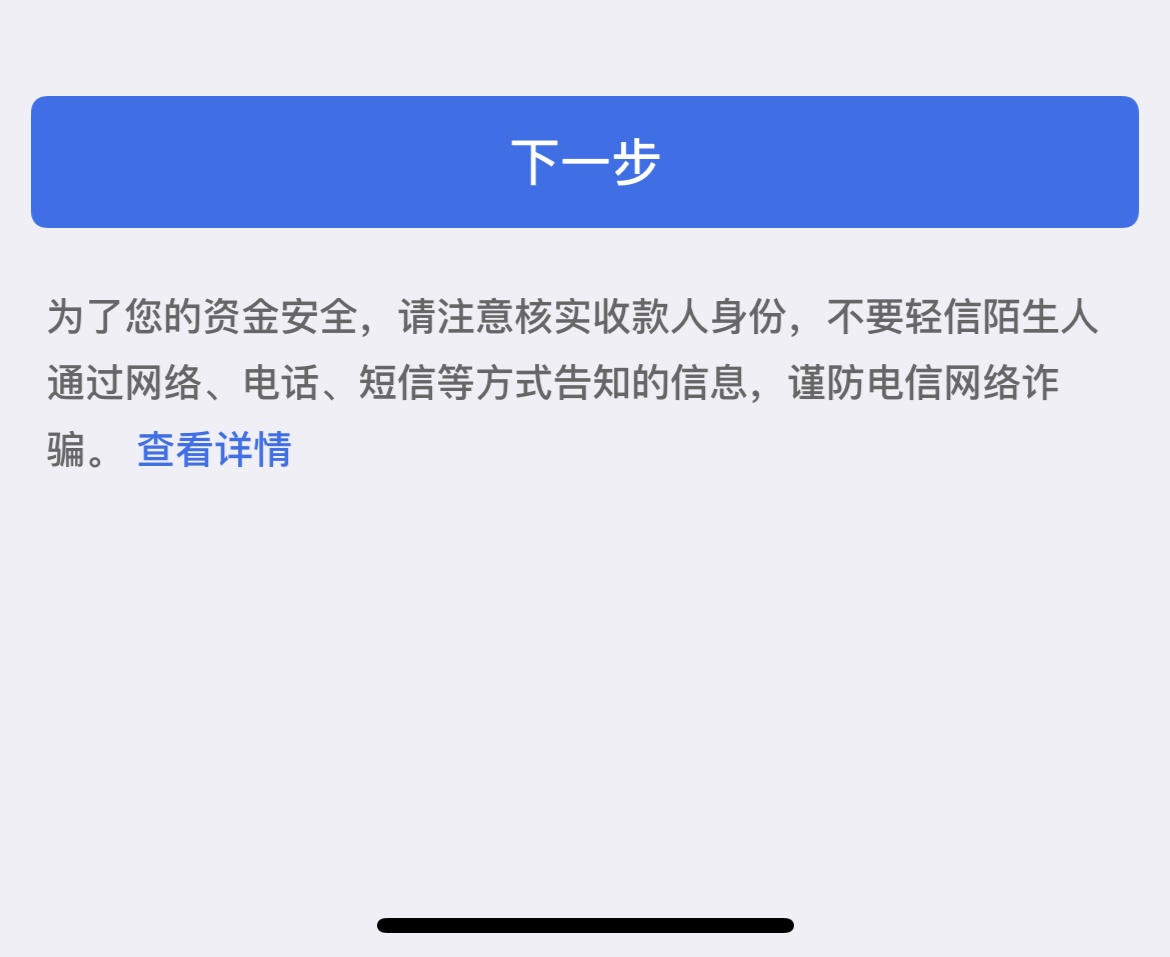 下一步
为了您的资金安全，请注意核实收款人身份，不要轻信陌生人
通过网络、电话、短信等方式告知的信息，谨防电信网络诈
骗。 查看详情